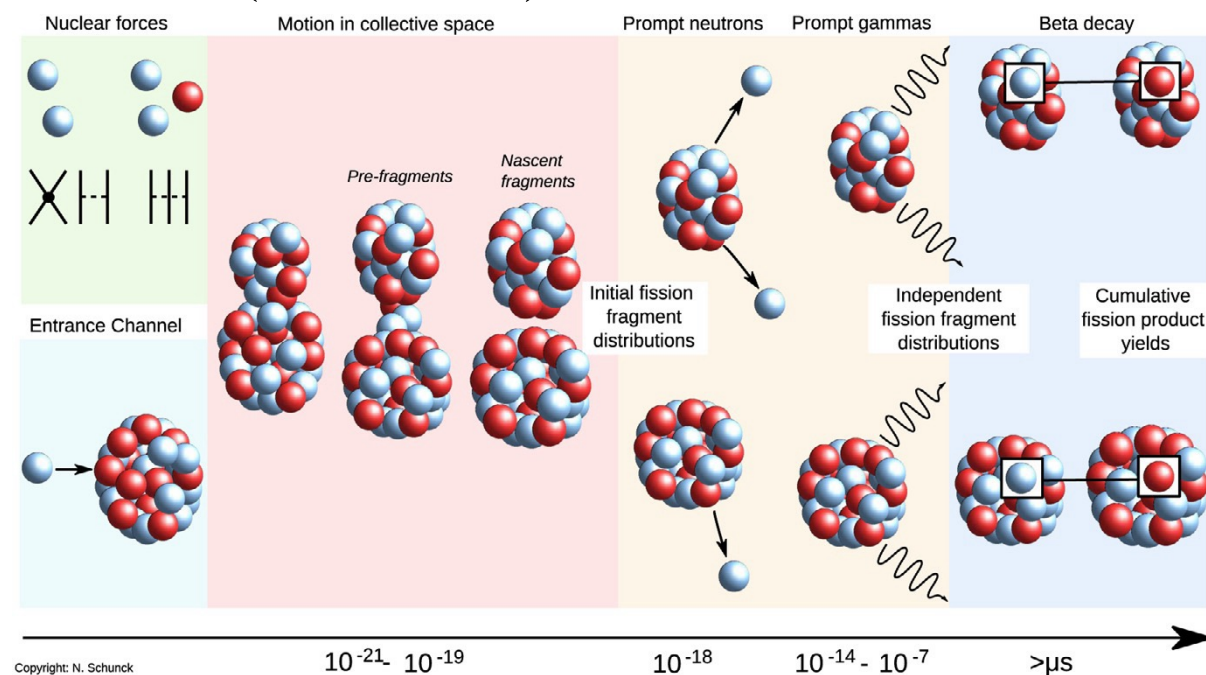 Nuclear forces
Motion in collective space
Prompt neutrons
Prompt gammas
Beta decay
Pre-fragments
Nascent
fragments
Entrance Channel
Initial fission
fragment
distributions
Independent
fission fragment
distributions
Cumulative
fission product
yields
Copyright: N. Schunck
10⁻²¹- 10⁻¹⁹
10⁻¹⁸
10⁻¹⁴ - 10⁻⁷
>µs